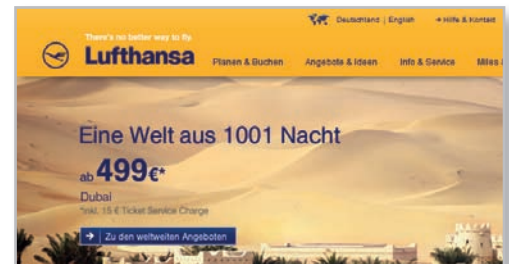 Deutschland | English → Hilfe & Kontakt
There's no better way to fly.
Lufthansa
Planen & Buchen Angebote & Ideen Info & Service Miles &
Eine Welt aus 1001 Nacht
ab 499€*
Dubai
*inkl. 15 € Ticket Service Charge
→ Zu den weltweiten Angeboten